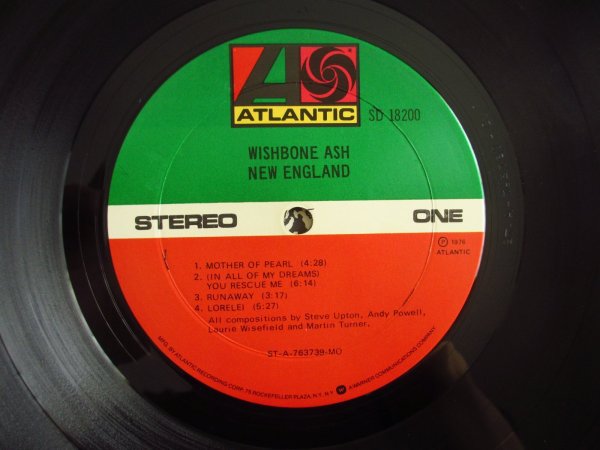 ATLANTIC
SD 18200
WISHBONE ASH
NEW ENGLAND
STEREO
ONE
℗ 1976
ATLANTIC
1. MOTHER OF PEARL (4:28)
2. (IN ALL OF MY DREAMS)
YOU RESCUE ME (6:14)
3. RUNAWAY (3:17)
4. LORELEI (5:27)
All compositions by Steve Upton, Andy Powell,
Laurie Wisefield and Martin Turner.
ST-A-763739-MO
MFG. BY ATLANTIC RECORDING CORP., 75 ROCKEFELLER PLAZA, N.Y., N.Y. A WARNER COMMUNICATIONS COMPANY